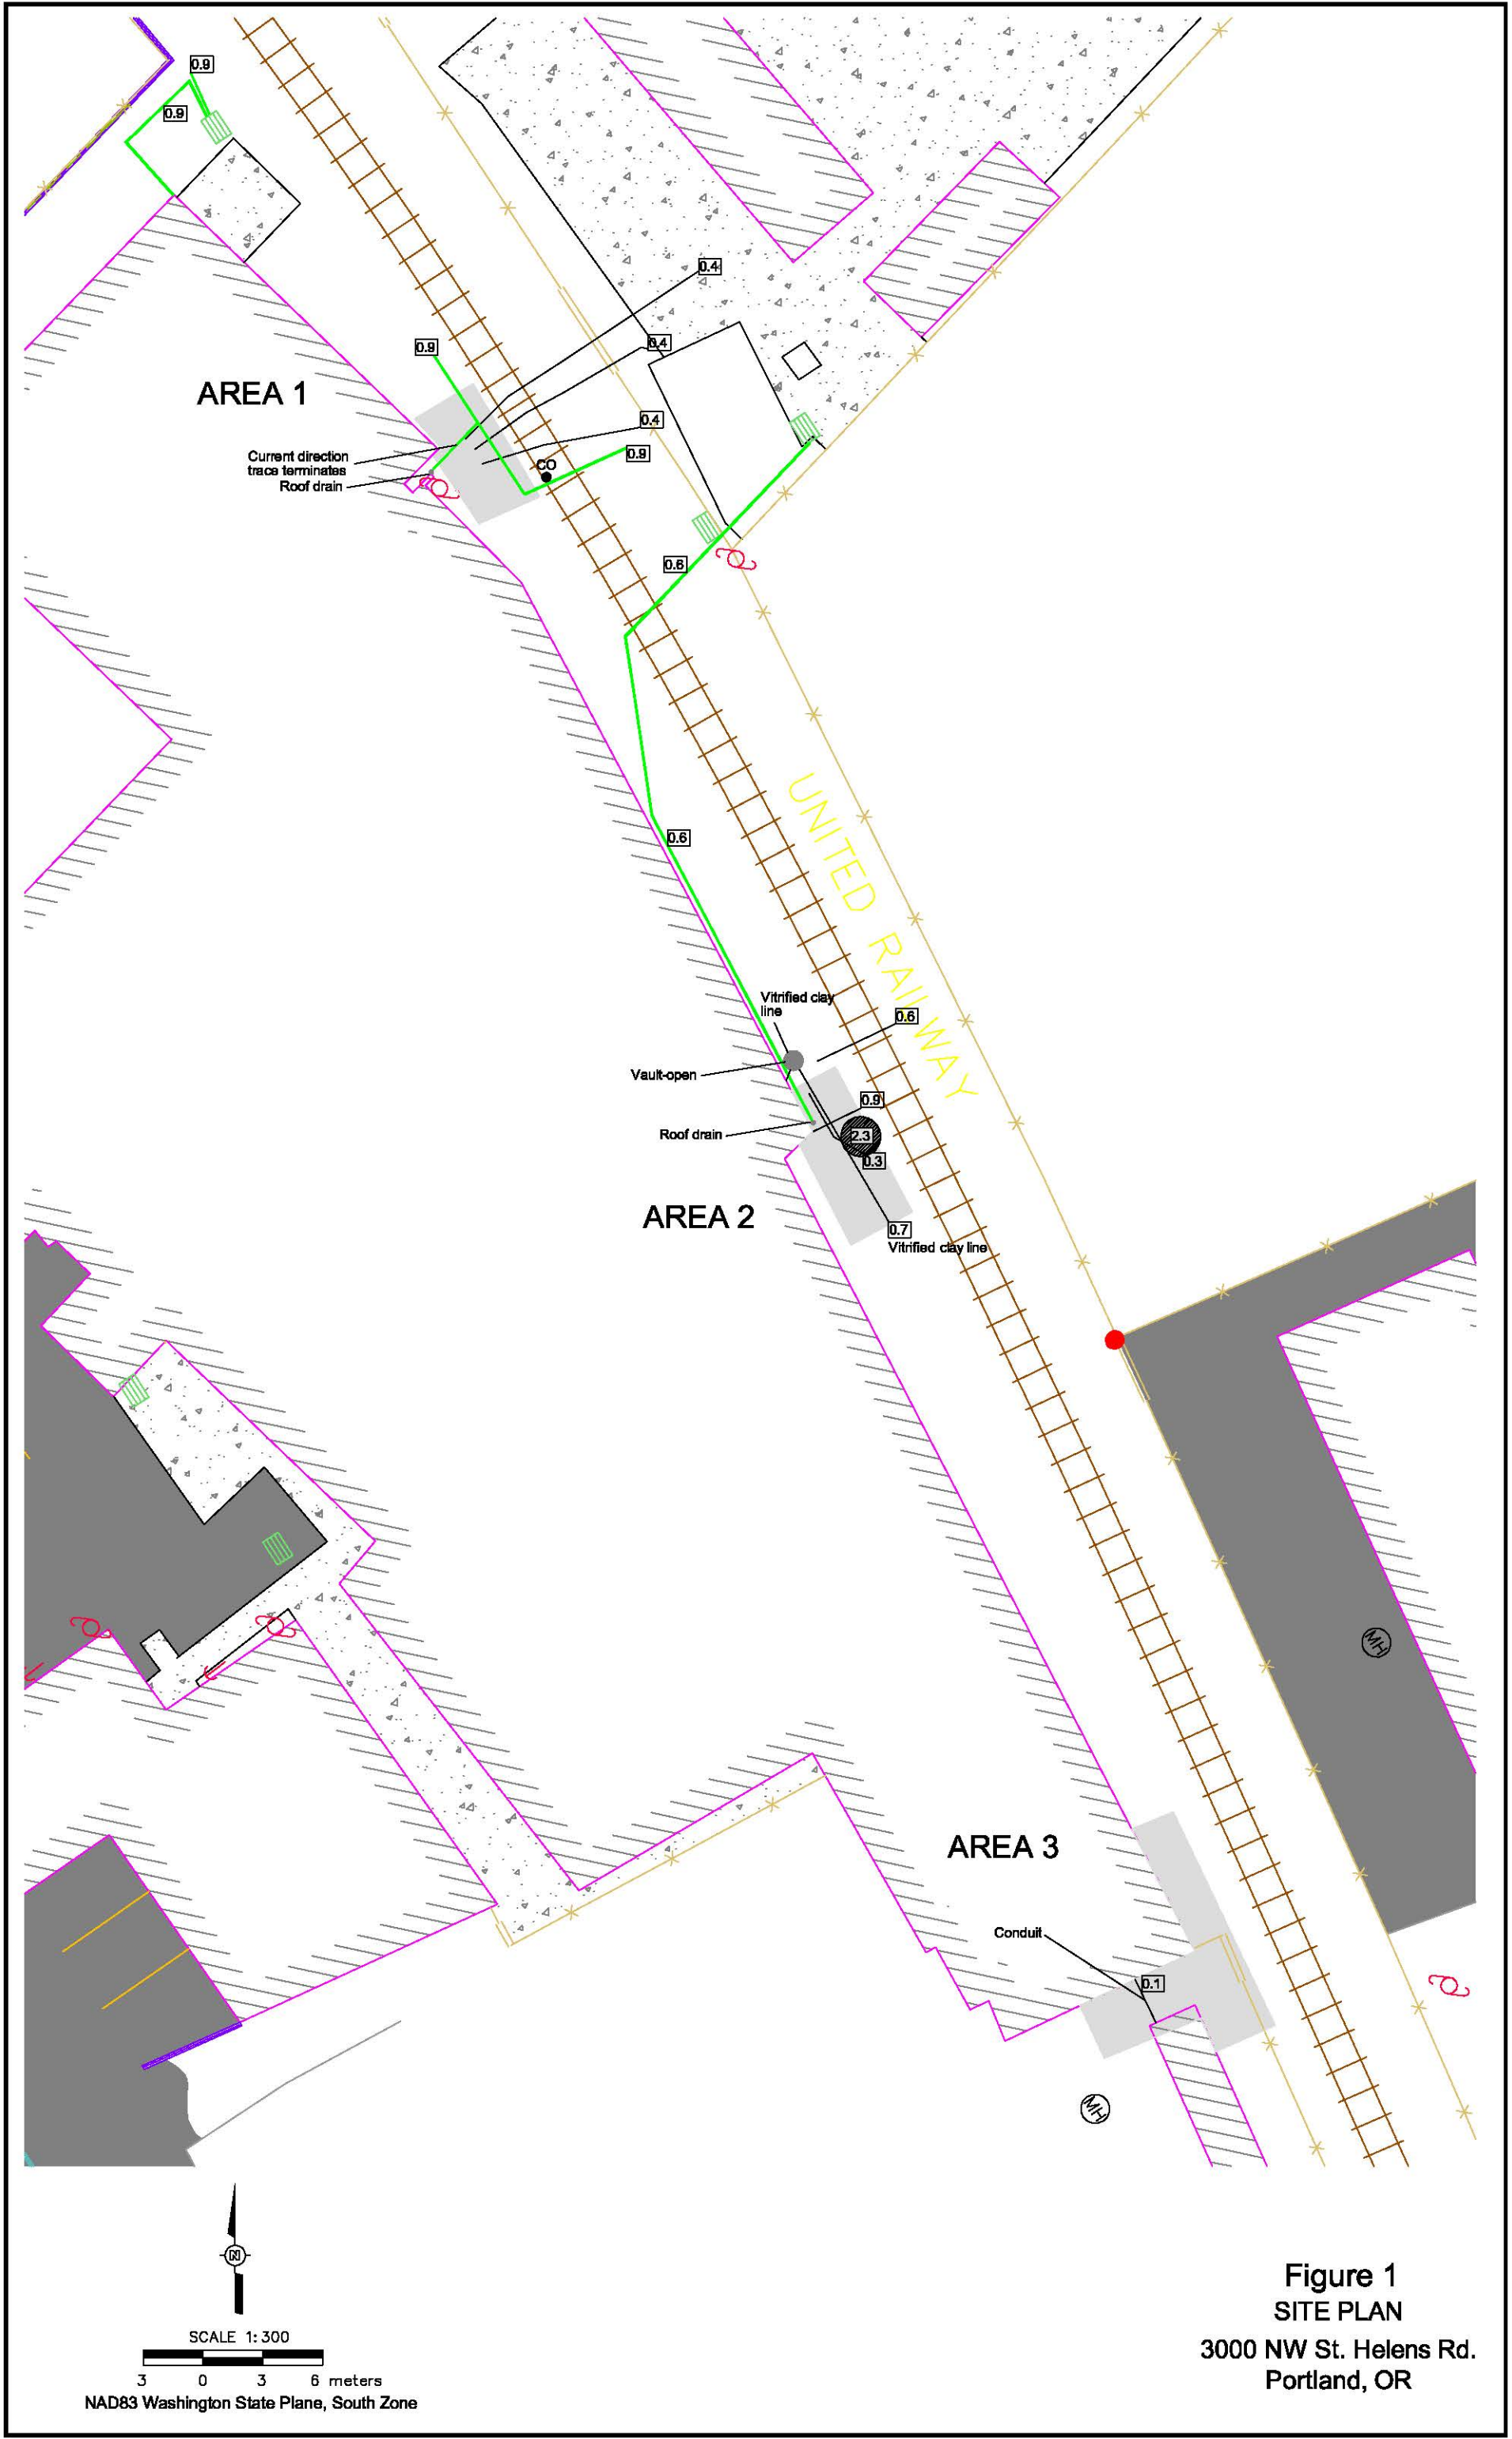 0.9
0.9
0.4
0.4
0.9
AREA 1
0.4
0.9
Current direction
trace terminates
Roof drain
CO
0.6
0.6
UNITED RAILWAY
Vitrified clay
line
0.6
Vault-open
0.9
Roof drain
2.3
0.3
AREA 2
0.7
Vitrified clay line
MH
AREA 3
Conduit
0.1
MH
N
SCALE 1:300
3 0 3 6 meters
NAD83 Washington State Plane, South Zone
Figure 1
SITE PLAN
3000 NW St. Helens Rd.
Portland, OR